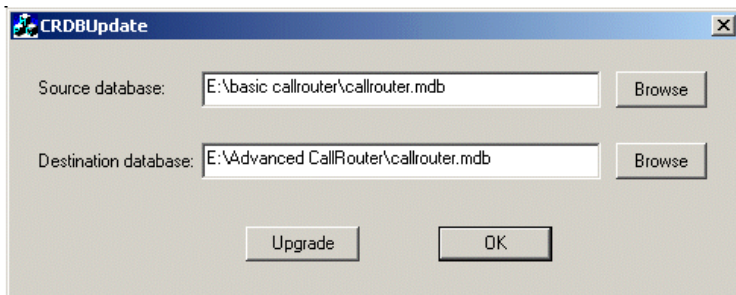 CRDBUpdate
Source database: E:\basic callrouter\callrouter.mdb Browse
Destination database: E:\Advanced CallRouter\callrouter.mdb Browse
Upgrade OK